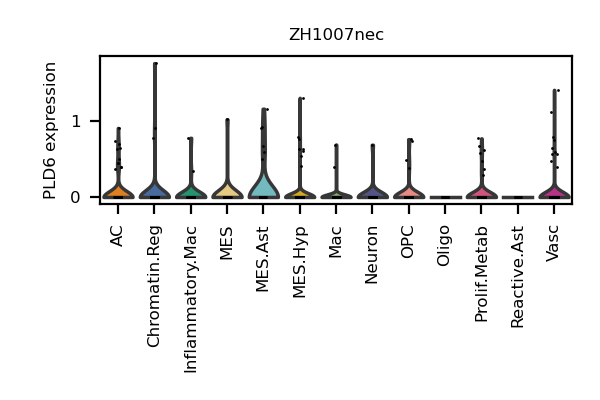 ZH1007nec
PLD6 expression
1
0
AC
Chromatin.Reg
Inflammatory.Mac
MES
MES.Ast
MES.Hyp
Mac
Neuron
OPC
Oligo
Prolif.Metab
Reactive.Ast
Vasc